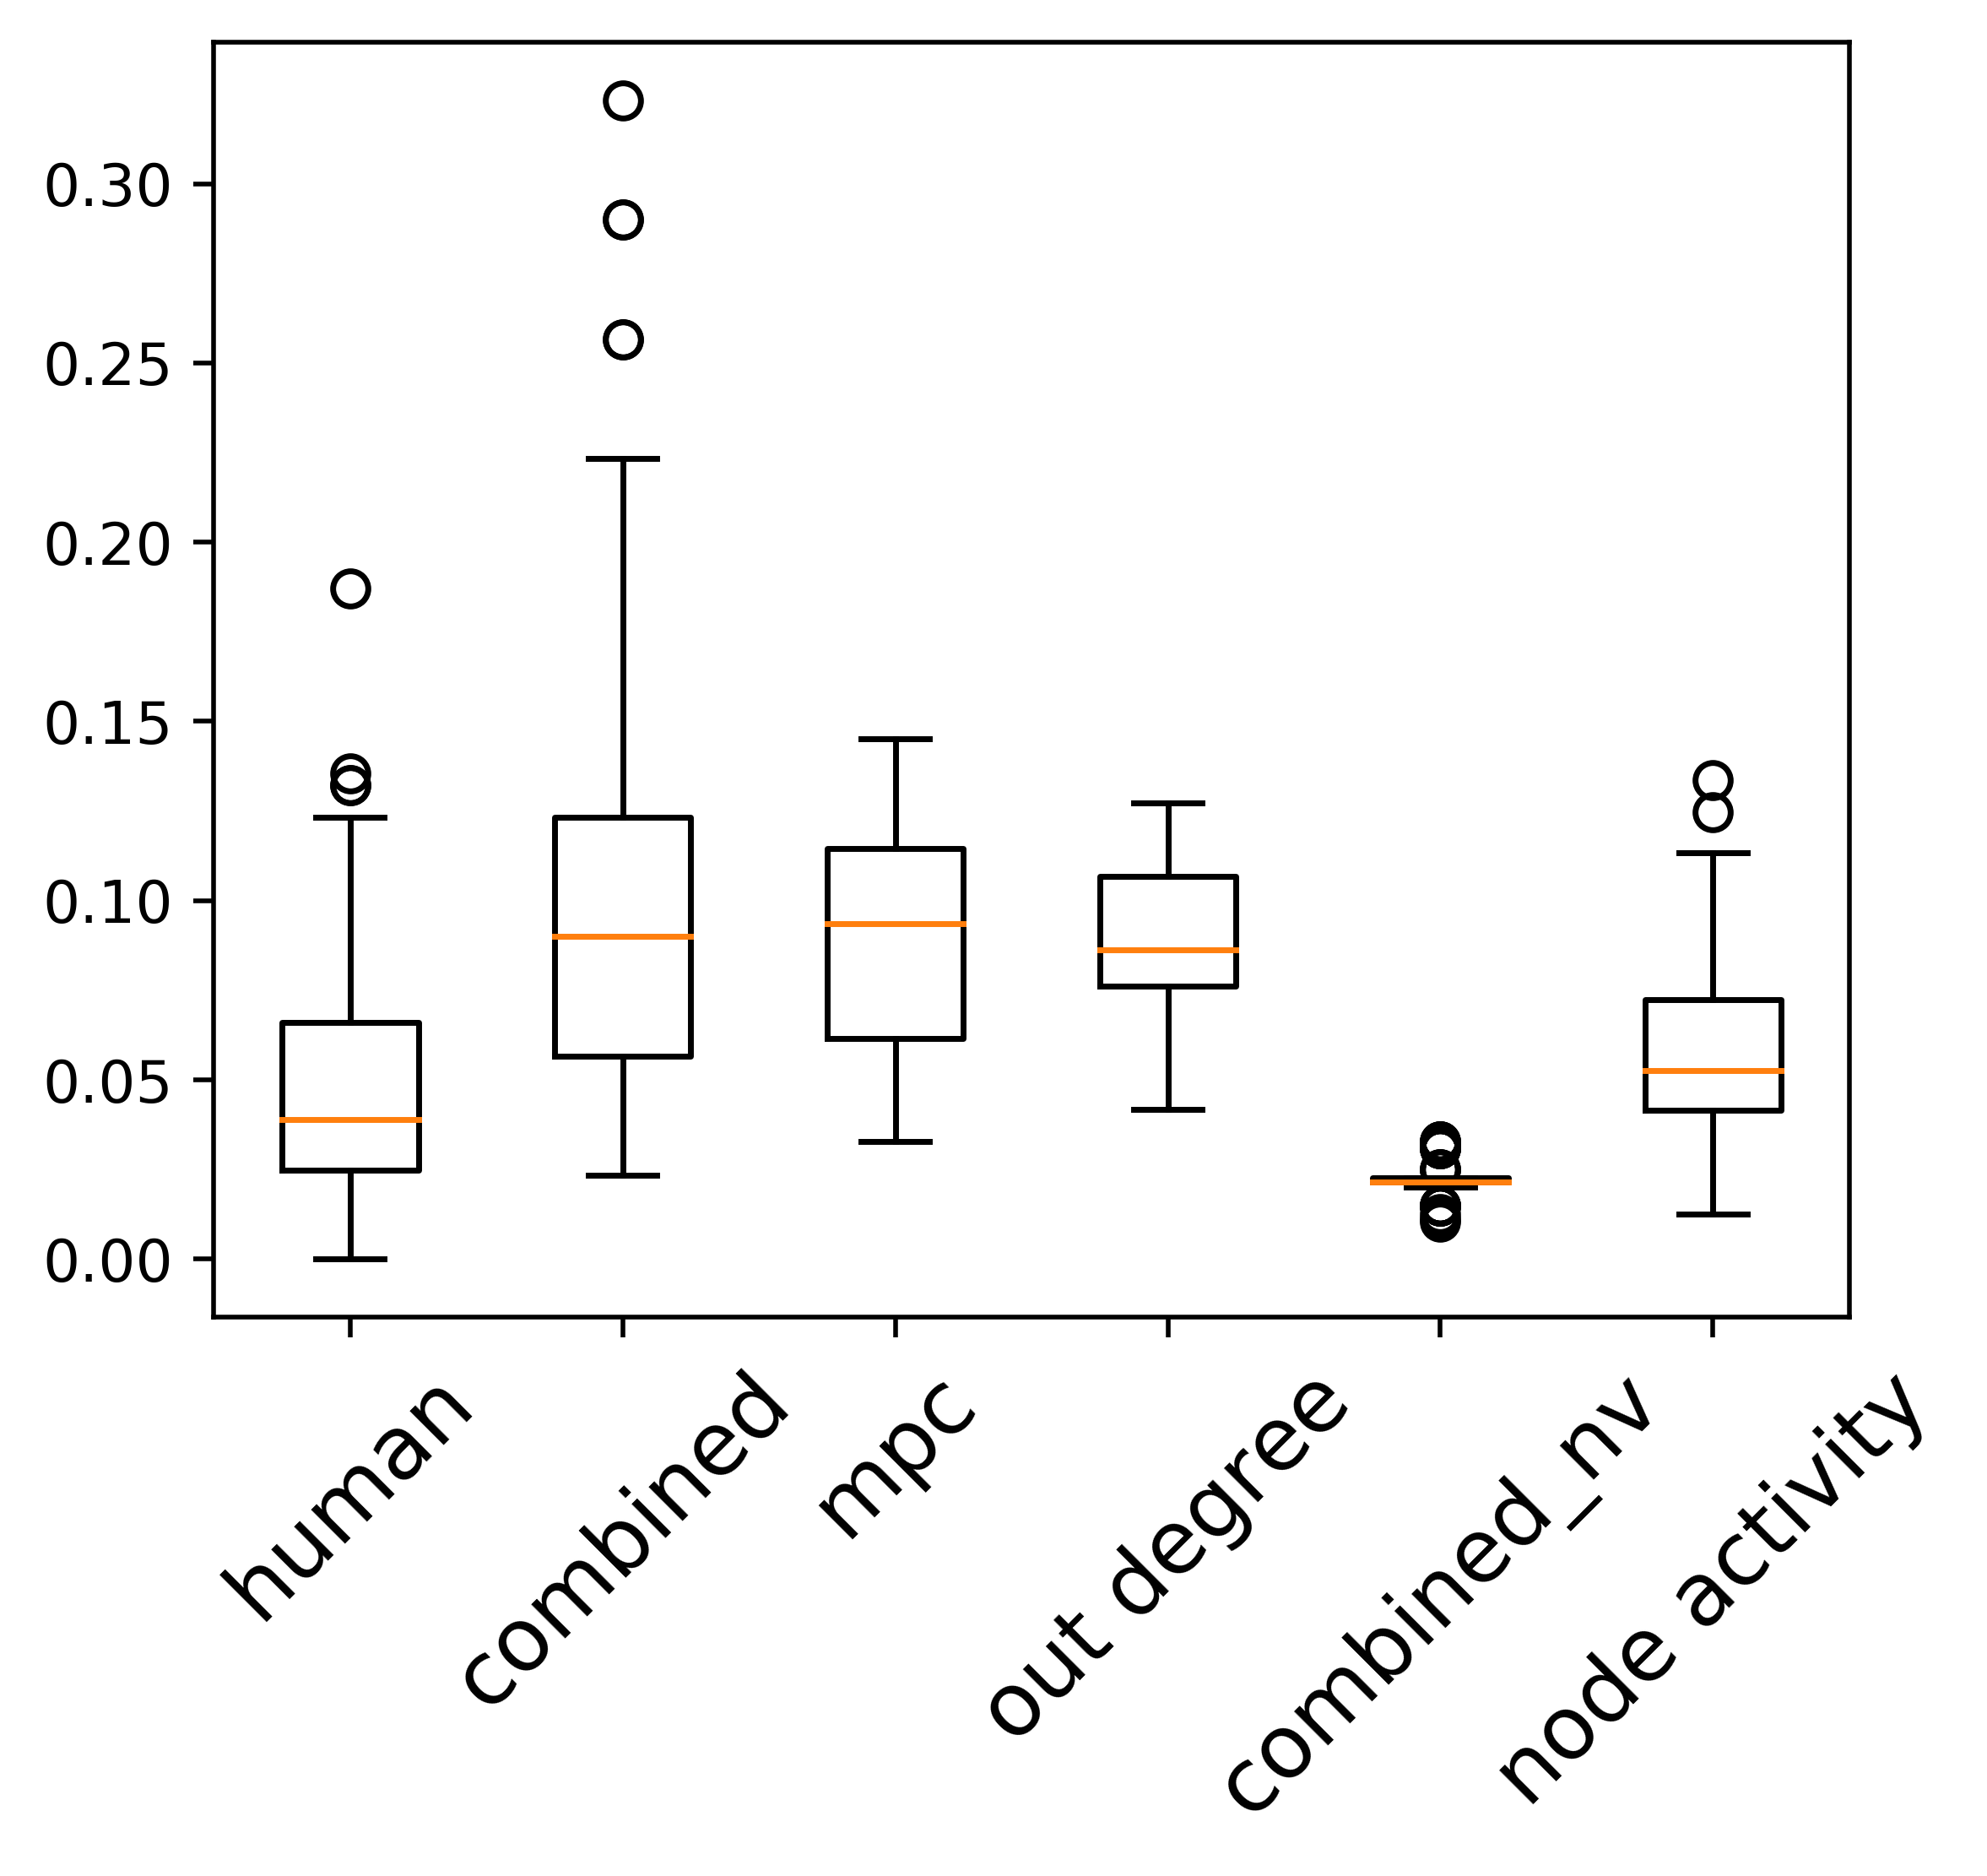 0.30
0.25
0.20
0.15
0.10
0.05
0.00
human
combined
mpc
out degree
combined_nv
node activity